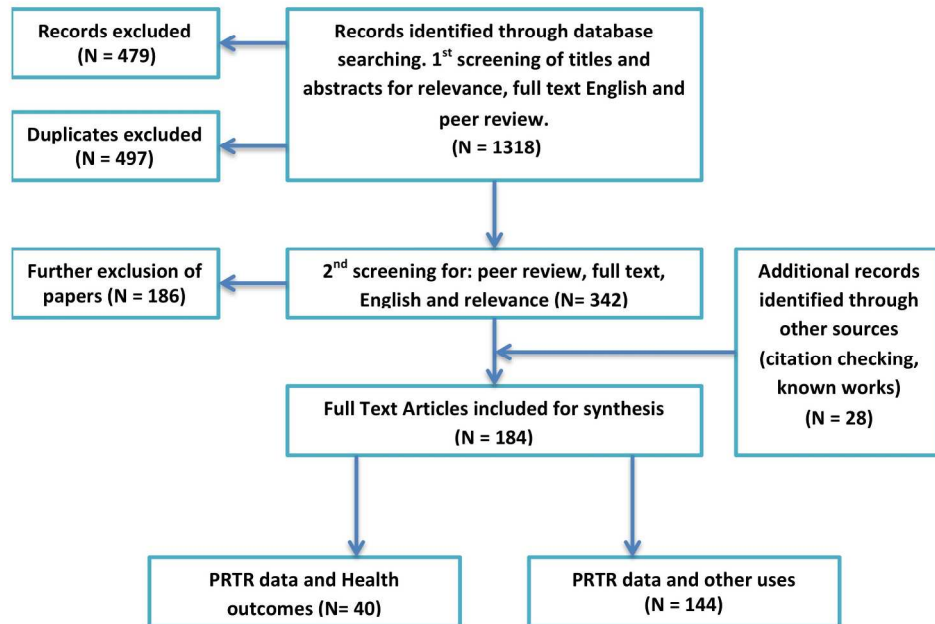 Records excluded
(N = 479)
Records identified through database
searching. 1st screening of titles and
abstracts for relevance, full text English and
peer review.
(N = 1318)
Duplicates excluded
(N = 497)
Further exclusion of
papers (N = 186)
2nd screening for: peer review, full text,
English and relevance (N= 342)
Additional records
identified through
other sources
(citation checking,
known works)
(N = 28)
Full Text Articles included for synthesis
(N = 184)
PRTR data and Health
outcomes (N= 40)
PRTR data and other uses
(N = 144)